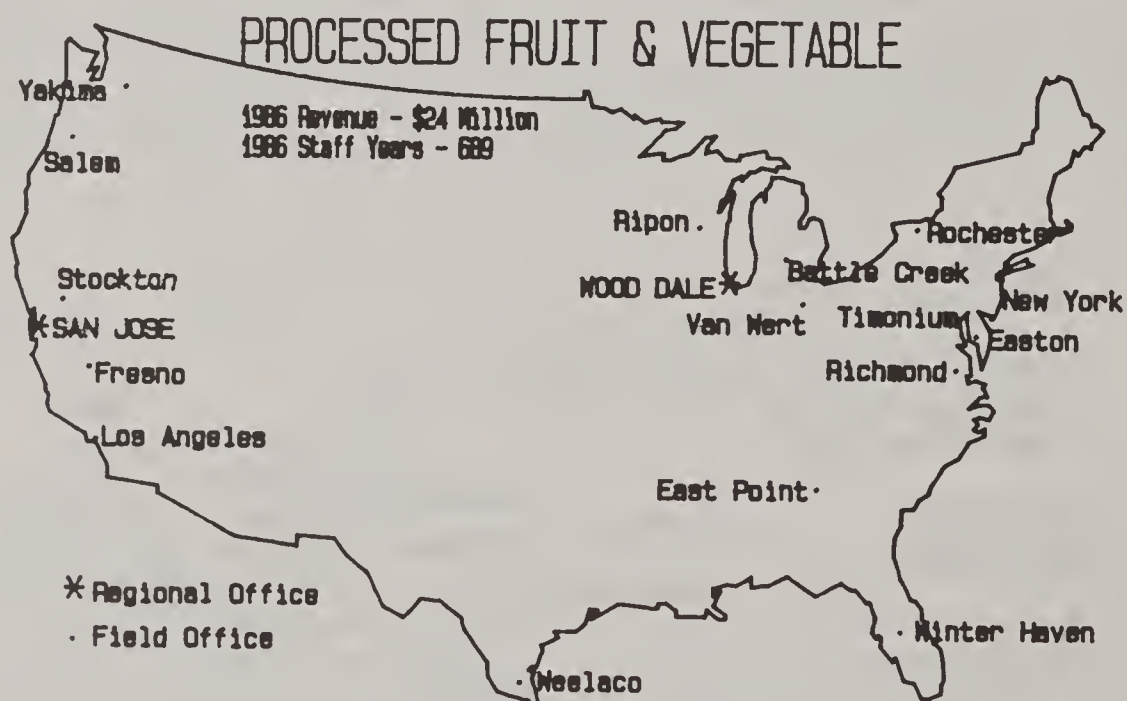 PROCESSED FRUIT & VEGETABLE
Yakima
1986 Revenue - $24 Million
1986 Staff Years - 689
Salem
Ripon
Rochester
Stockton
WOOD DALE
Battle Creek
New York
Van Wert
Timonium
SAN JOSE
Easton
Fresno
Richmond
Los Angeles
East Point
* Regional Office
· Field Office
Winter Haven
Weslaco